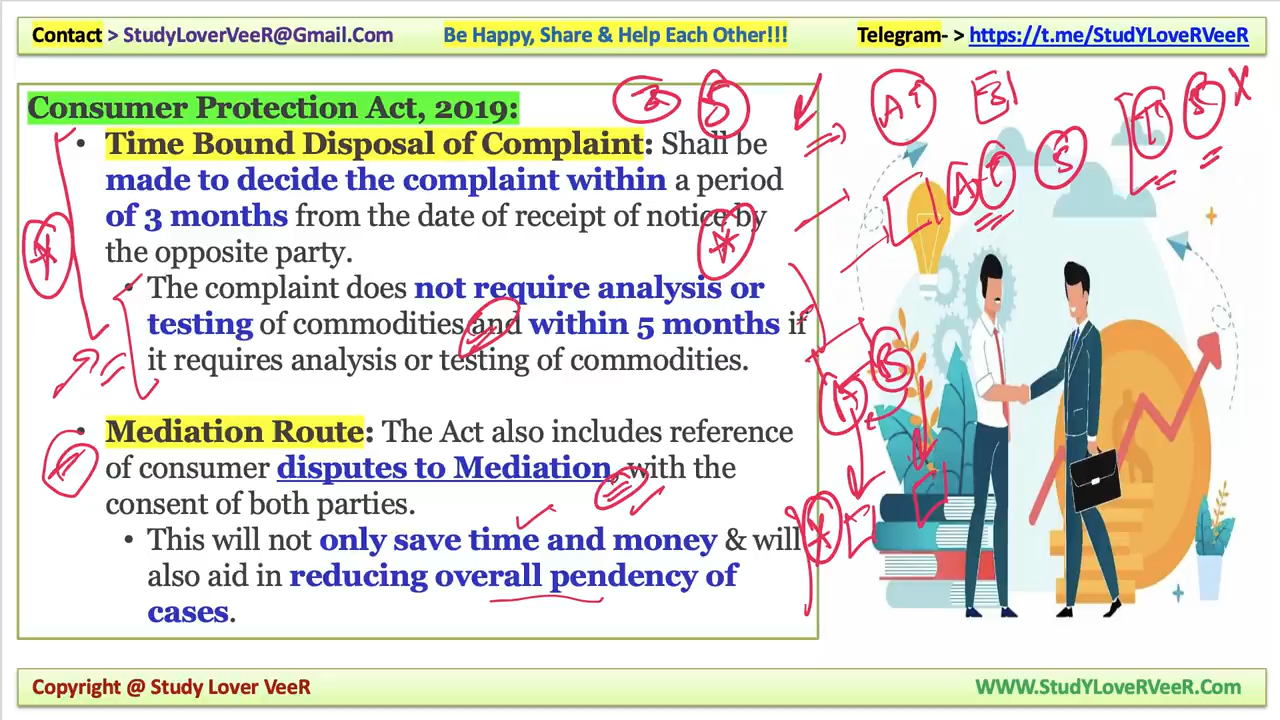 Contact > StudyLoverVeeR@Gmail.Com Be Happy, Share & Help Each Other!!! Telegram- > https://t.me/StudYLoveRVeeR
Consumer Protection Act, 2019:
• Time Bound Disposal of Complaint: Shall be
made to decide the complaint within a period
of 3 months from the date of receipt of notice by
the opposite party.
• The complaint does not require analysis or
testing of commodities and within 5 months if
it requires analysis or testing of commodities.
• Mediation Route: The Act also includes reference
of consumer disputes to Mediation, with the
consent of both parties.
• This will not only save time and money & will
also aid in reducing overall pendency of
cases.
Copyright @ Study Lover VeeR WWW.StudYLoveRVeeR.Com